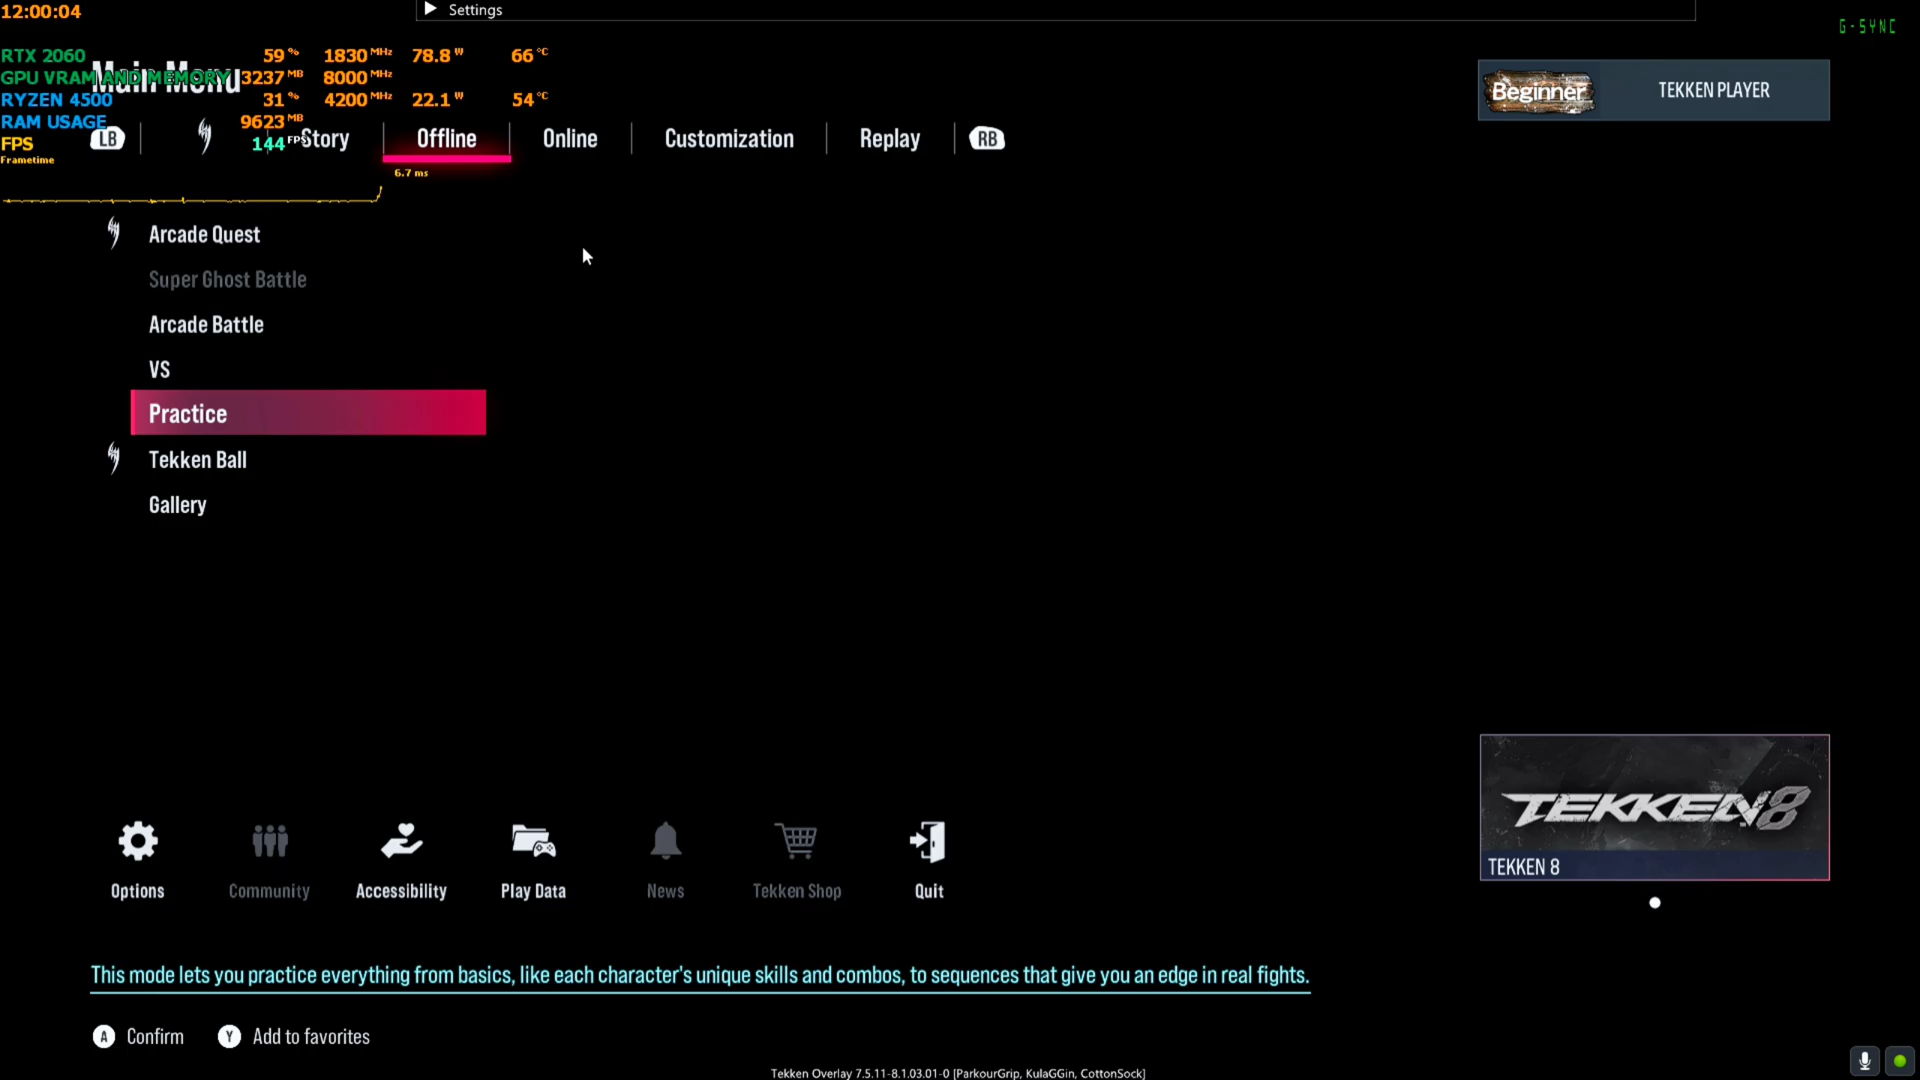 12:00:04
Settings
G-SYNC
RTX 2060 59 % 1830 MHz 78.8 W 66 °C
GPU VRAM AND MEMORY 3237 MB 8000 MHz
Main Menu
RYZEN 4500 31 % 4200 MHz 22.1 W 54 °C
RAM USAGE 9623 MB
FPS 144 FPS
Frametime
6.7 ms
Beginner TEKKEN PLAYER
LB Story Offline Online Customization Replay RB
Arcade Quest
Super Ghost Battle
Arcade Battle
VS
Practice
Tekken Ball
Gallery
TEKKEN 8
TEKKEN 8
Options Community Accessibility Play Data News Tekken Shop Quit
This mode lets you practice everything from basics, like each character's unique skills and combos, to sequences that give you an edge in real fights.
A Confirm Y Add to favorites
Tekken Overlay 7.5.11-8.1.03.01-0 [ParkourGrip, KulaGGin, CottonSock]